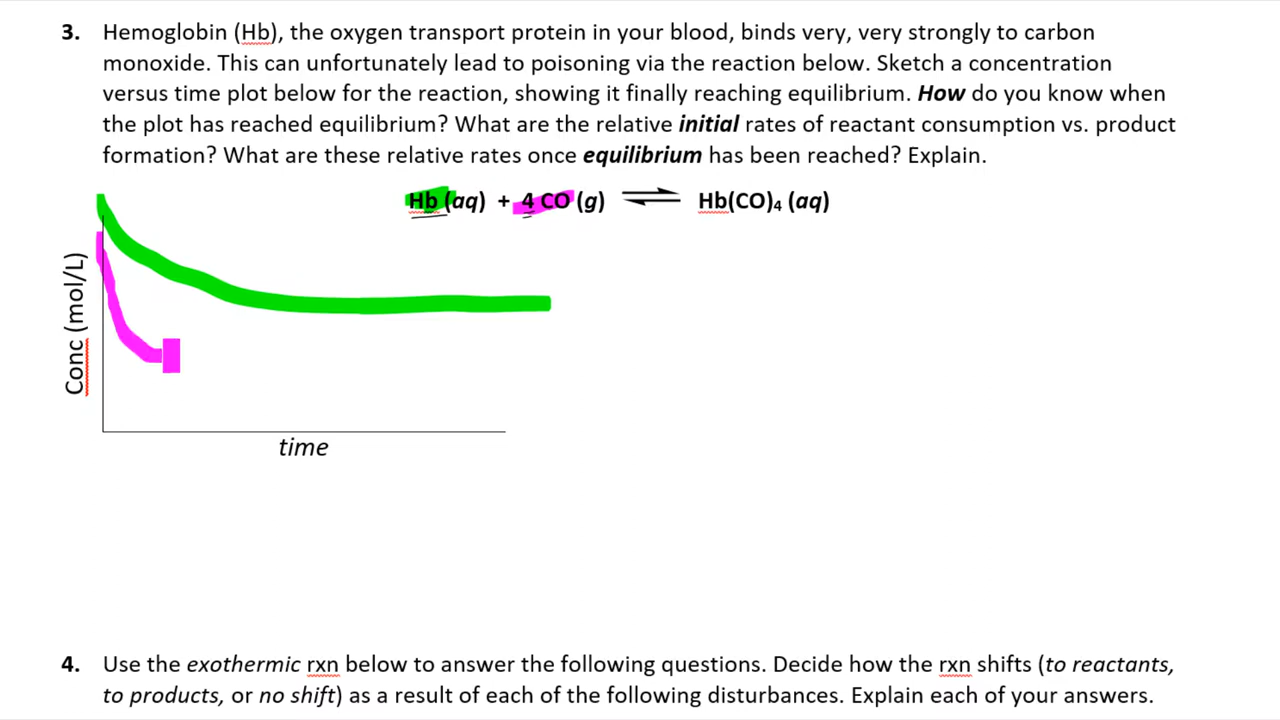 3. Hemoglobin (Hb), the oxygen transport protein in your blood, binds very, very strongly to carbon
monoxide. This can unfortunately lead to poisoning via the reaction below. Sketch a concentration
versus time plot below for the reaction, showing it finally reaching equilibrium. How do you know when
the plot has reached equilibrium? What are the relative initial rates of reactant consumption vs. product
formation? What are these relative rates once equilibrium has been reached? Explain.
Hb (aq) + 4 CO (g) ⇌ Hb(CO)₄ (aq)
Conc (mol/L)
time
4. Use the exothermic rxn below to answer the following questions. Decide how the rxn shifts (to reactants,
to products, or no shift) as a result of each of the following disturbances. Explain each of your answers.